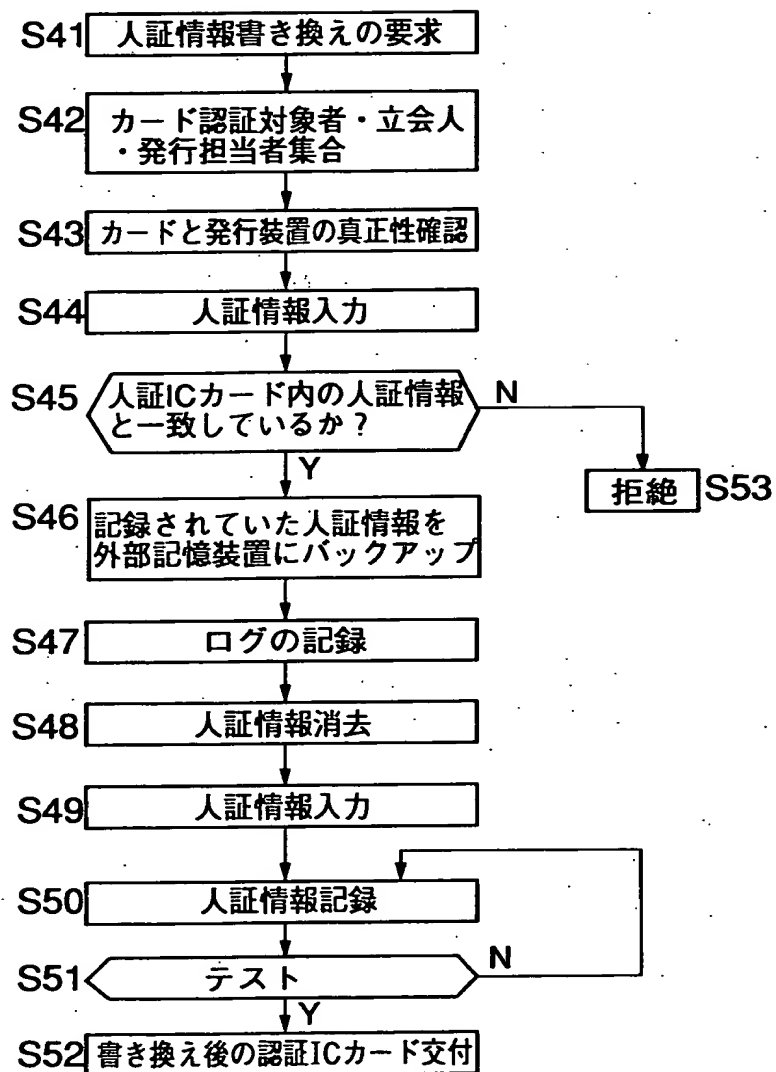 S41 人証情報書き換えの要求
S42 カード認証対象者・立会人
・発行担当者集合
S43 カードと発行装置の真正性確認
S44 人証情報入力
S45 人証ICカード内の人証情報 N
と一致しているか?
Y
拒絶 S53
S46 記録されていた人証情報を
外部記憶装置にバックアップ
S47 ログの記録
S48 人証情報消去
S49 人証情報入力
S50 人証情報記録
S51 テスト N
Y
S52 書き換え後の認証ICカード交付